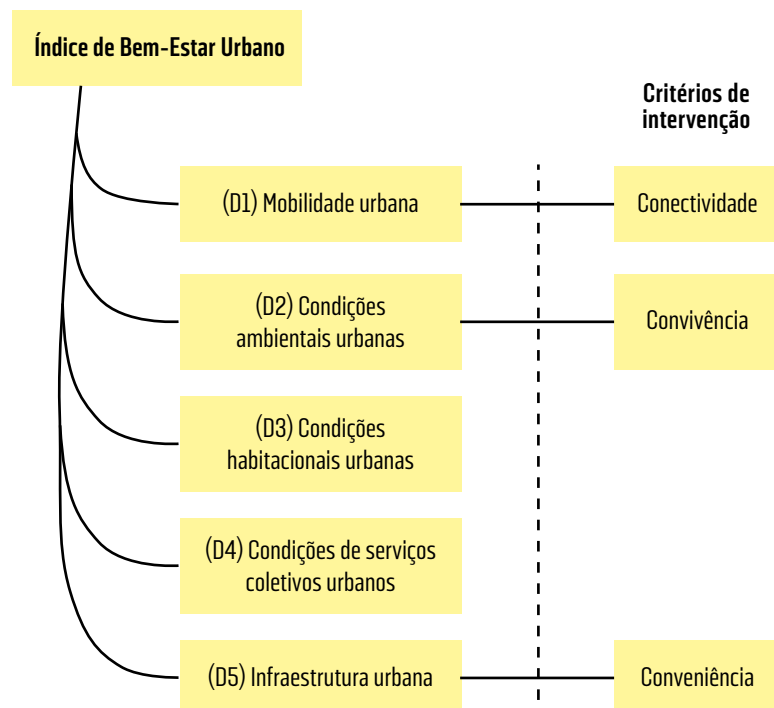 Índice de Bem-Estar Urbano
Critérios de
intervenção
(D1) Mobilidade urbana
Conectividade
(D2) Condições
ambientais urbanas
Convivência
(D3) Condições
habitacionais urbanas
(D4) Condições de serviços
coletivos urbanos
(D5) Infraestrutura urbana
Conveniência